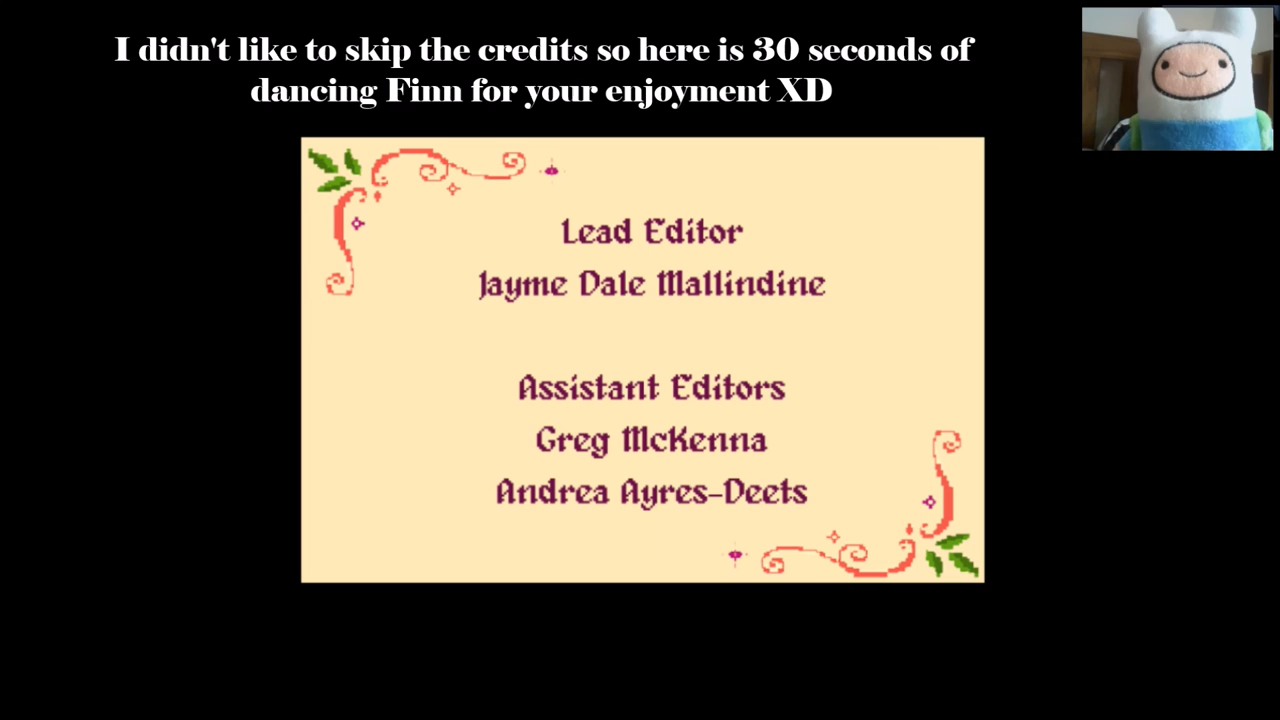 I didn't like to skip the credits so here is 30 seconds of
dancing Finn for your enjoyment XD
Lead Editor
Jayme Dale Mallindine
Assistant Editors
Greg McKenna
Andrea Ayres-Deets